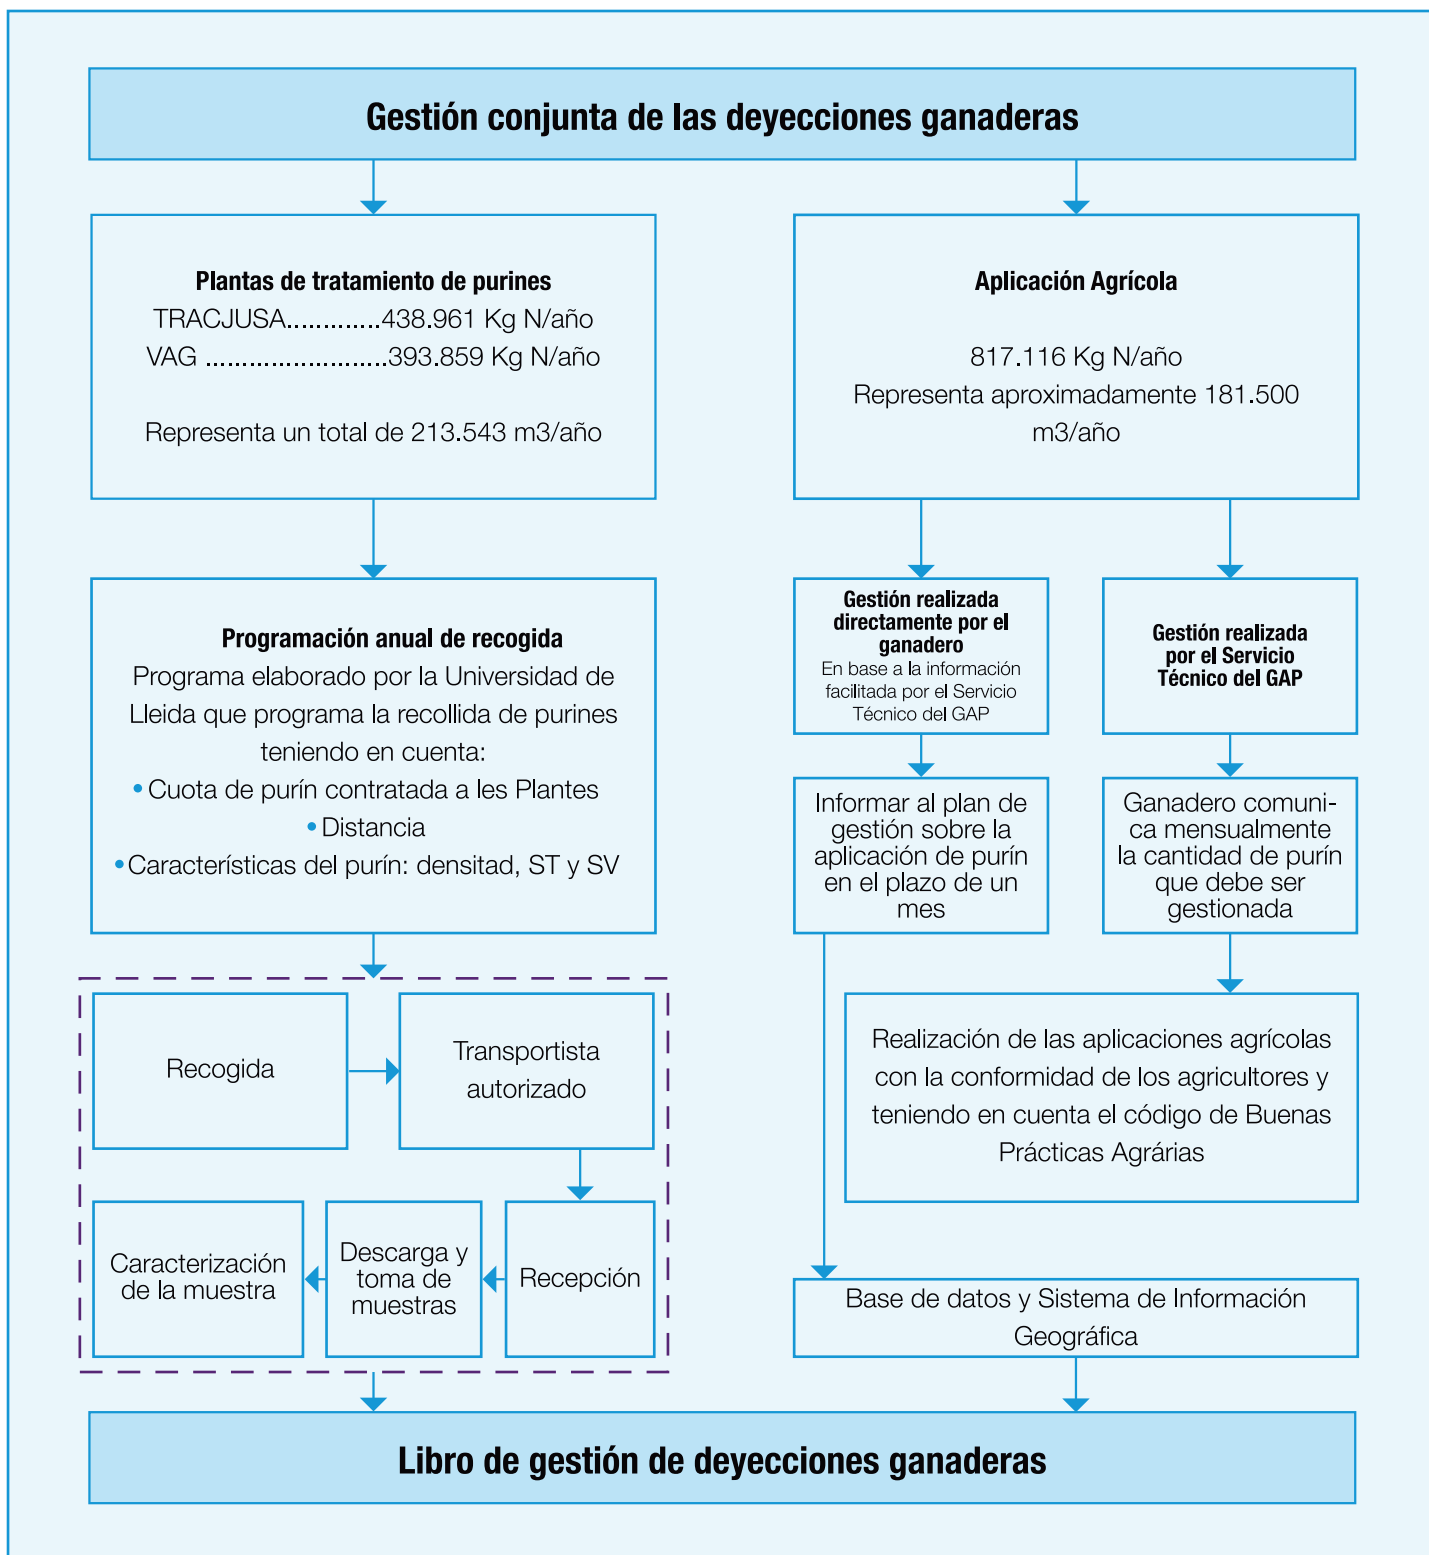 Gestión conjunta de las deyecciones ganaderas
Plantas de tratamiento de purines
TRACJUSA.............438.961 Kg N/año
VAG .........................393.859 Kg N/año
Representa un total de 213.543 m3/año
Aplicación Agrícola
817.116 Kg N/año
Representa aproximadamente 181.500
m3/año
Programación anual de recogida
Programa elaborado por la Universidad de
Lleida que programa la recollida de purines
teniendo en cuenta:
• Cuota de purín contratada a les Plantes
• Distancia
• Características del purín: densitad, ST y SV
Gestión realizada
directamente por el
ganadero
En base a la información
facilitada por el Servicio
Técnico del GAP
Gestión realizada
por el Servicio
Técnico del GAP
Informar al plan de
gestión sobre la
aplicación de purín
en el plazo de un
mes
Ganadero comuni-
ca mensualmente
la cantidad de purín
que debe ser
gestionada
Recogida
Transportista
autorizado
Realización de las aplicaciones agrícolas
con la conformidad de los agricultores y
teniendo en cuenta el código de Buenas
Prácticas Agrárias
Caracterización
de la muestra
Descarga y
toma de
muestras
Recepción
Base de datos y Sistema de Información
Geográfica
Libro de gestión de deyecciones ganaderas